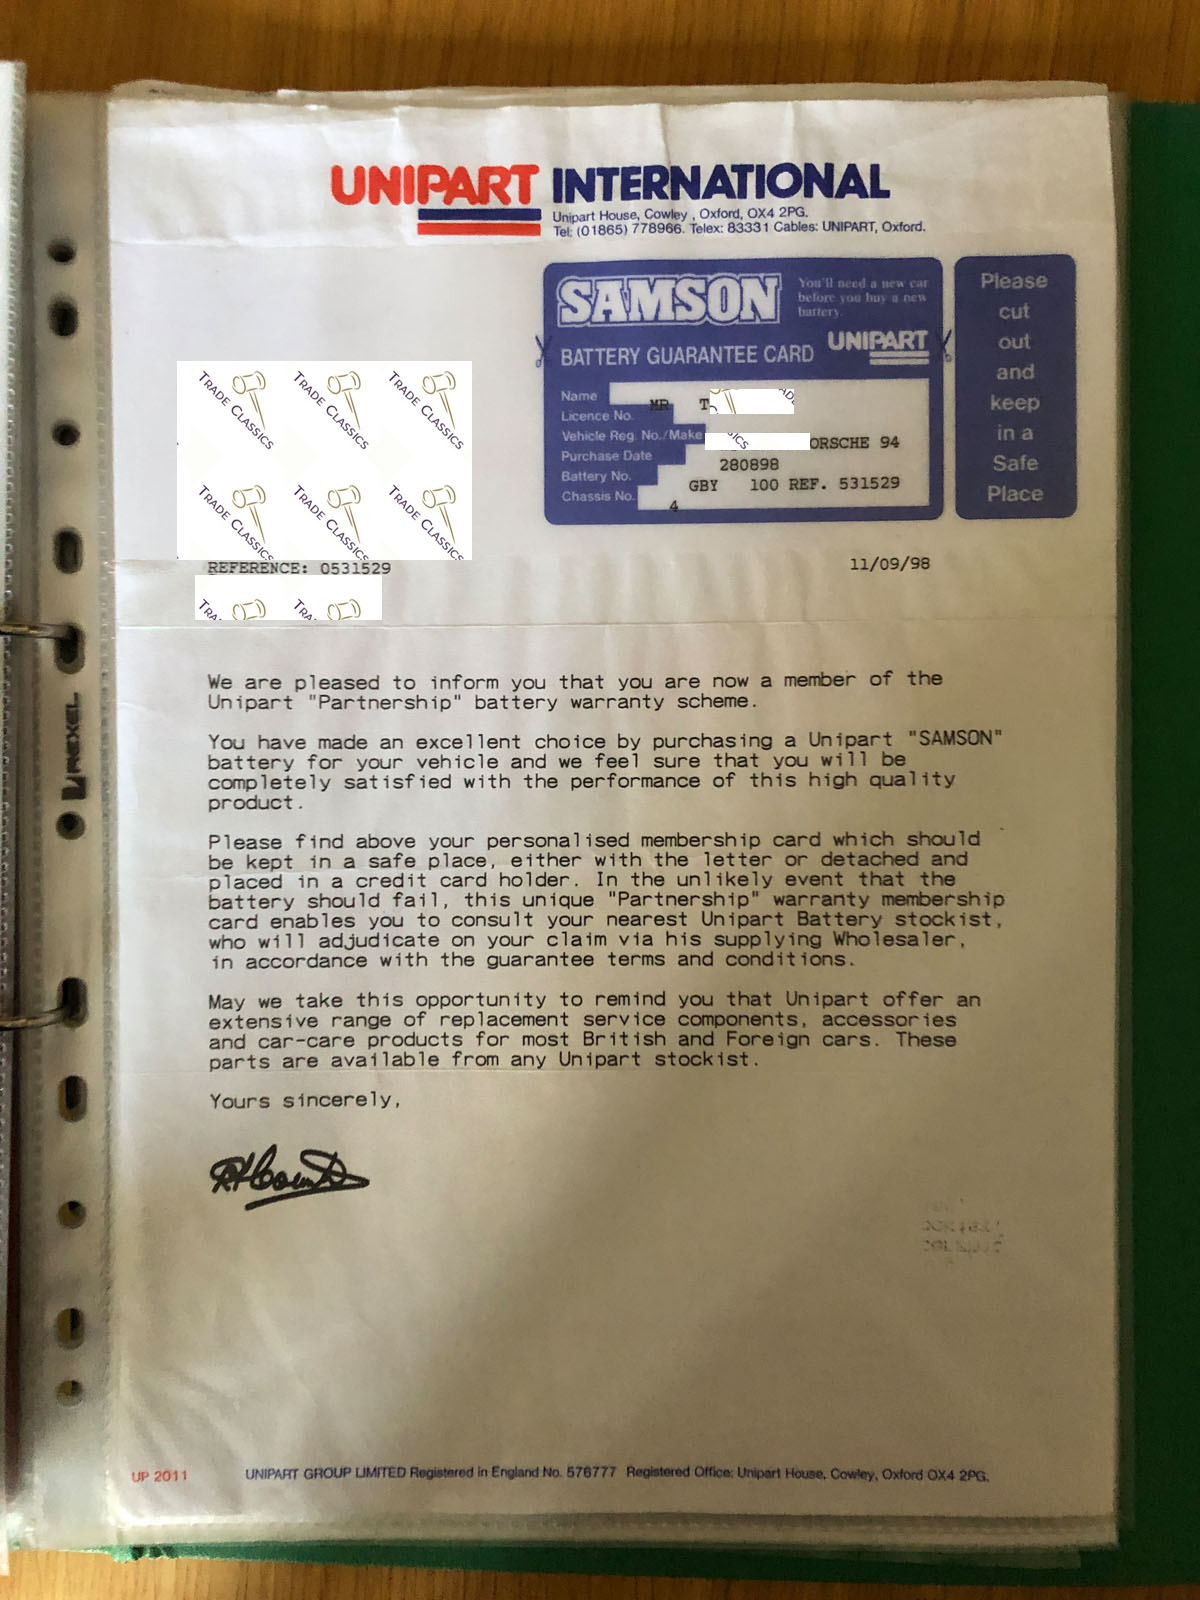 UNIPART INTERNATIONAL
Unipart House, Cowley , Oxford, OX4 2PG.
Tel: (01865) 778966. Telex: 83331 Cables: UNIPART, Oxford.
SAMSON
You'll need a new car
before you buy a new
battery.
UNIPART
BATTERY GUARANTEE CARD
Name MR T
Licence No.
Vehicle Reg. No./Make ORSCHE 94
Purchase Date 280898
Battery No. GBY 100 REF. 531529
Chassis No. 4
Please
cut
out
and
keep
in a
Safe
Place
TRADE CLASSICS
TRADE CLASSICS
TRADE CLASSICS
TRADE CLASSICS
TRADE CLASSICS
TRADE CLASSICS
REFERENCE: 0531529
11/09/98
We are pleased to inform you that you are now a member of the
Unipart "Partnership" battery warranty scheme.
You have made an excellent choice by purchasing a Unipart "SAMSON"
battery for your vehicle and we feel sure that you will be
completely satisfied with the performance of this high quality
product.
Please find above your personalised membership card which should
be kept in a safe place, either with the letter or detached and
placed in a credit card holder. In the unlikely event that the
battery should fail, this unique "Partnership" warranty membership
card enables you to consult your nearest Unipart Battery stockist,
who will adjudicate on your claim via his supplying Wholesaler,
in accordance with the guarantee terms and conditions.
May we take this opportunity to remind you that Unipart offer an
extensive range of replacement service components, accessories
and car-care products for most British and Foreign cars. These
parts are available from any Unipart stockist.
Yours sincerely,
REXEL
UP 2011
UNIPART GROUP LIMITED Registered in England No. 576777 Registered Office: Unipart House, Cowley, Oxford OX4 2PG.